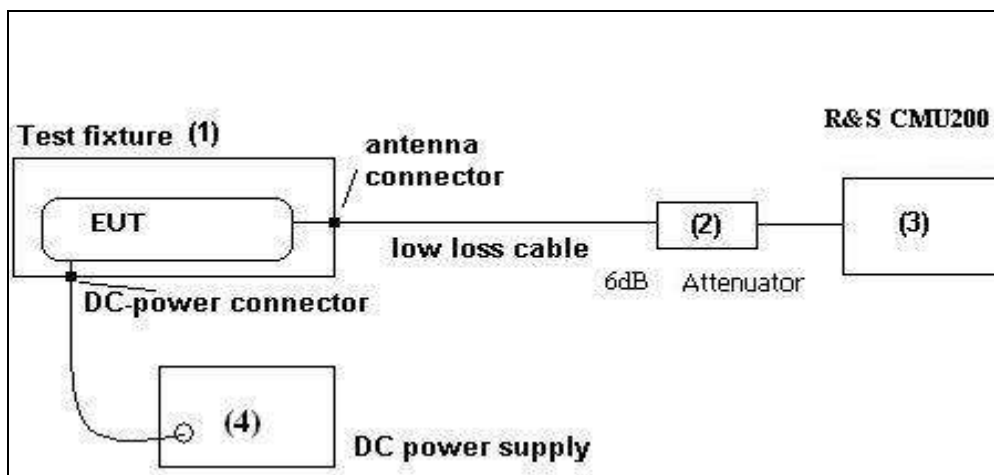 R&S CMU200
Test fixture (1)
antenna
connector
EUT
(2)
(3)
low loss cable
6dB Attenuator
DC-power connector
(4)
DC power supply